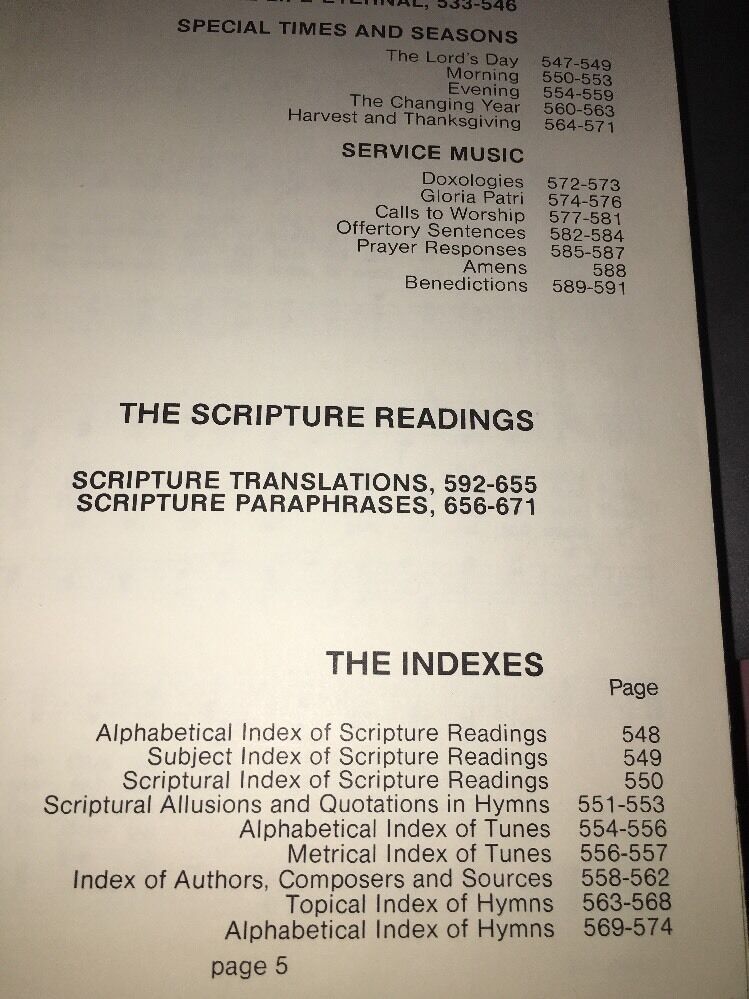 LIFE ETERNAL, 533-546
SPECIAL TIMES AND SEASONS
The Lord's Day 547-549
Morning 550-553
Evening 554-559
The Changing Year 560-563
Harvest and Thanksgiving 564-571
SERVICE MUSIC
Doxologies 572-573
Gloria Patri 574-576
Calls to Worship 577-581
Offertory Sentences 582-584
Prayer Responses 585-587
Amens 588
Benedictions 589-591
THE SCRIPTURE READINGS
SCRIPTURE TRANSLATIONS, 592-655
SCRIPTURE PARAPHRASES, 656-671
THE INDEXES
Page
Alphabetical Index of Scripture Readings 548
Subject Index of Scripture Readings 549
Scriptural Index of Scripture Readings 550
Scriptural Allusions and Quotations in Hymns 551-553
Alphabetical Index of Tunes 554-556
Metrical Index of Tunes 556-557
Index of Authors, Composers and Sources 558-562
Topical Index of Hymns 563-568
Alphabetical Index of Hymns 569-574
page 5